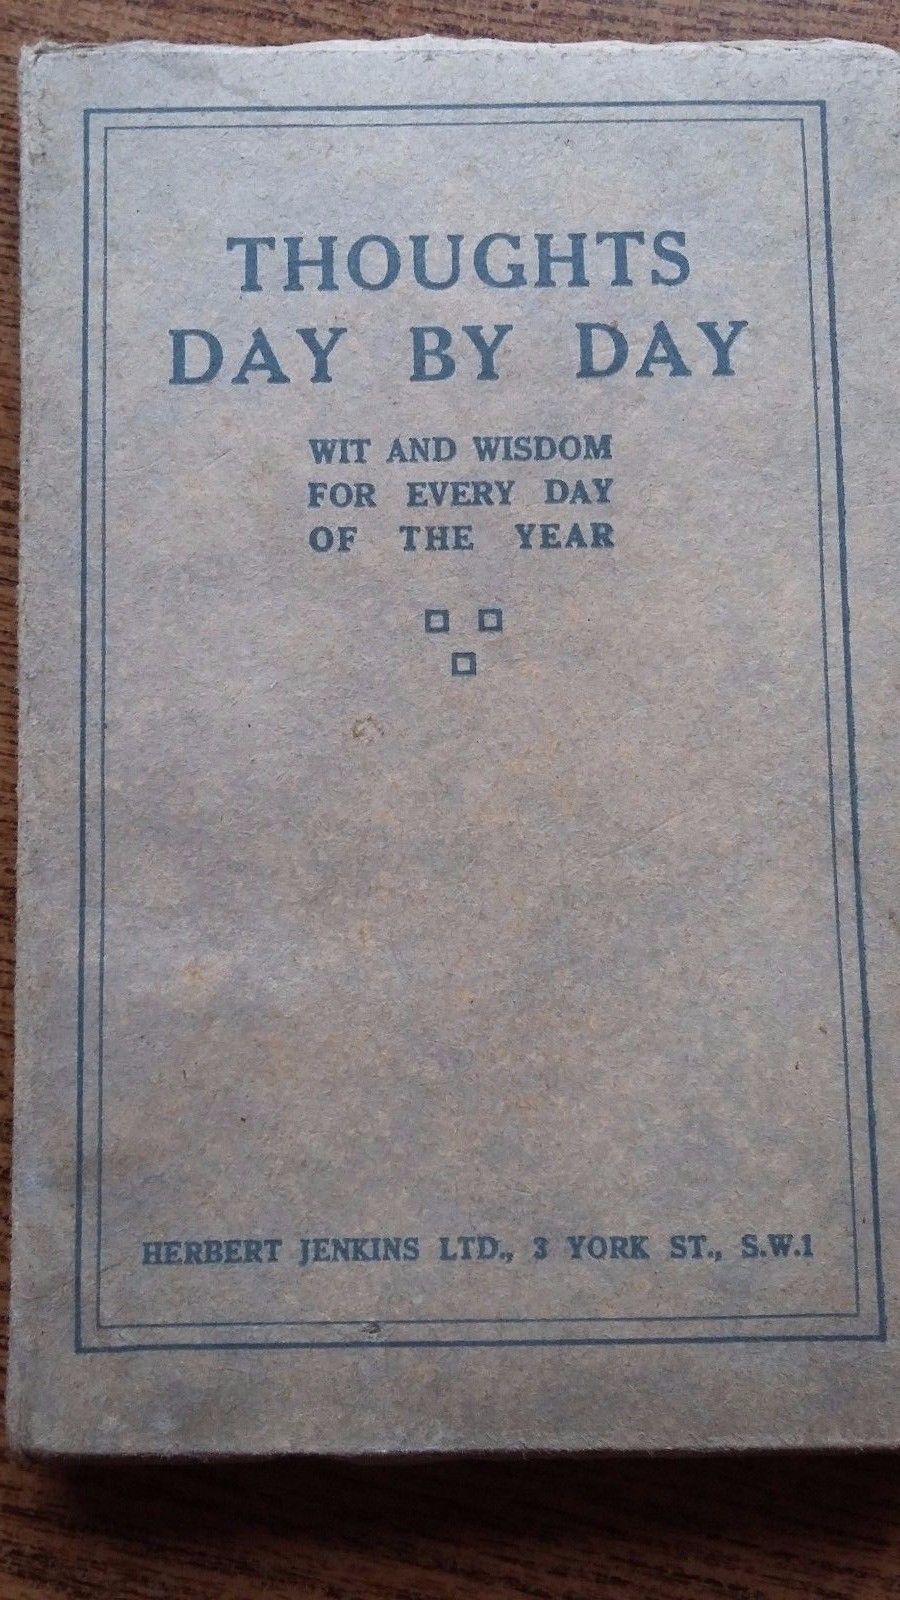 THOUGHTS
DAY BY DAY
WIT AND WISDOM
FOR EVERY DAY
OF THE YEAR
HERBERT JENKINS LTD., 3 YORK ST., S.W.1